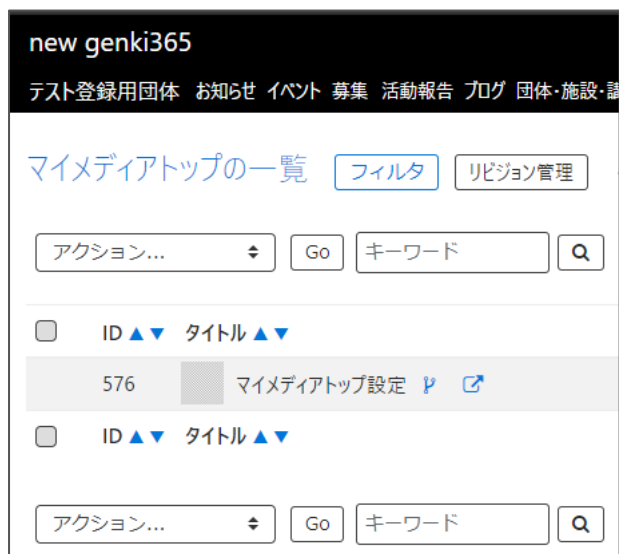 new genki365
テスト登録用団体 お知らせ イベント 募集 活動報告 ブログ 団体・施設・講
マイメディアトップの一覧 フィルタ リビジョン管理
アクション... Go キーワード
ID ▲▼ タイトル ▲▼
576 マイメディアトップ設定
ID ▲▼ タイトル ▲▼
アクション... Go キーワード